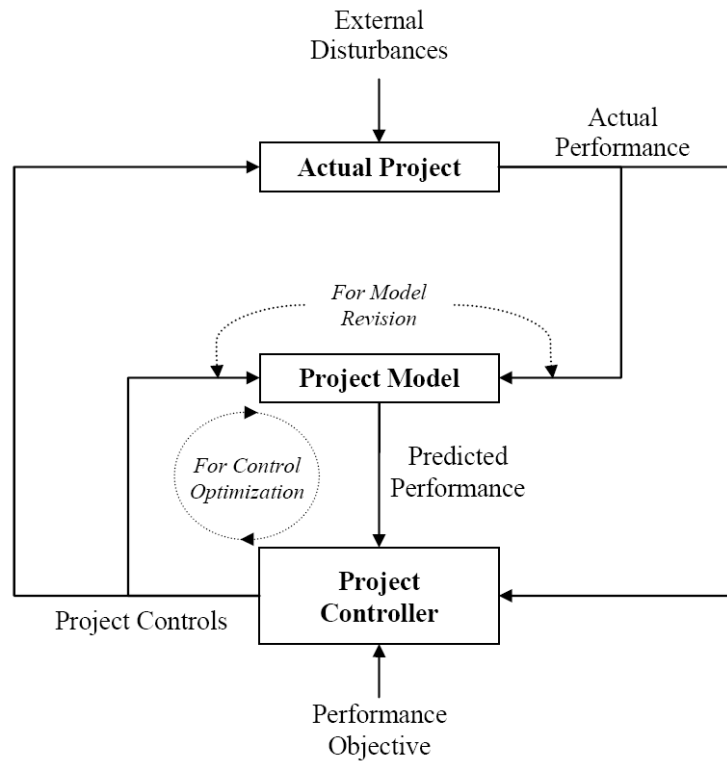 External
Disturbances
Actual
Performance
Actual Project
For Model
Revision
Project Model
For Control
Optimization
Predicted
Performance
Project
Controller
Project Controls
Performance
Objective